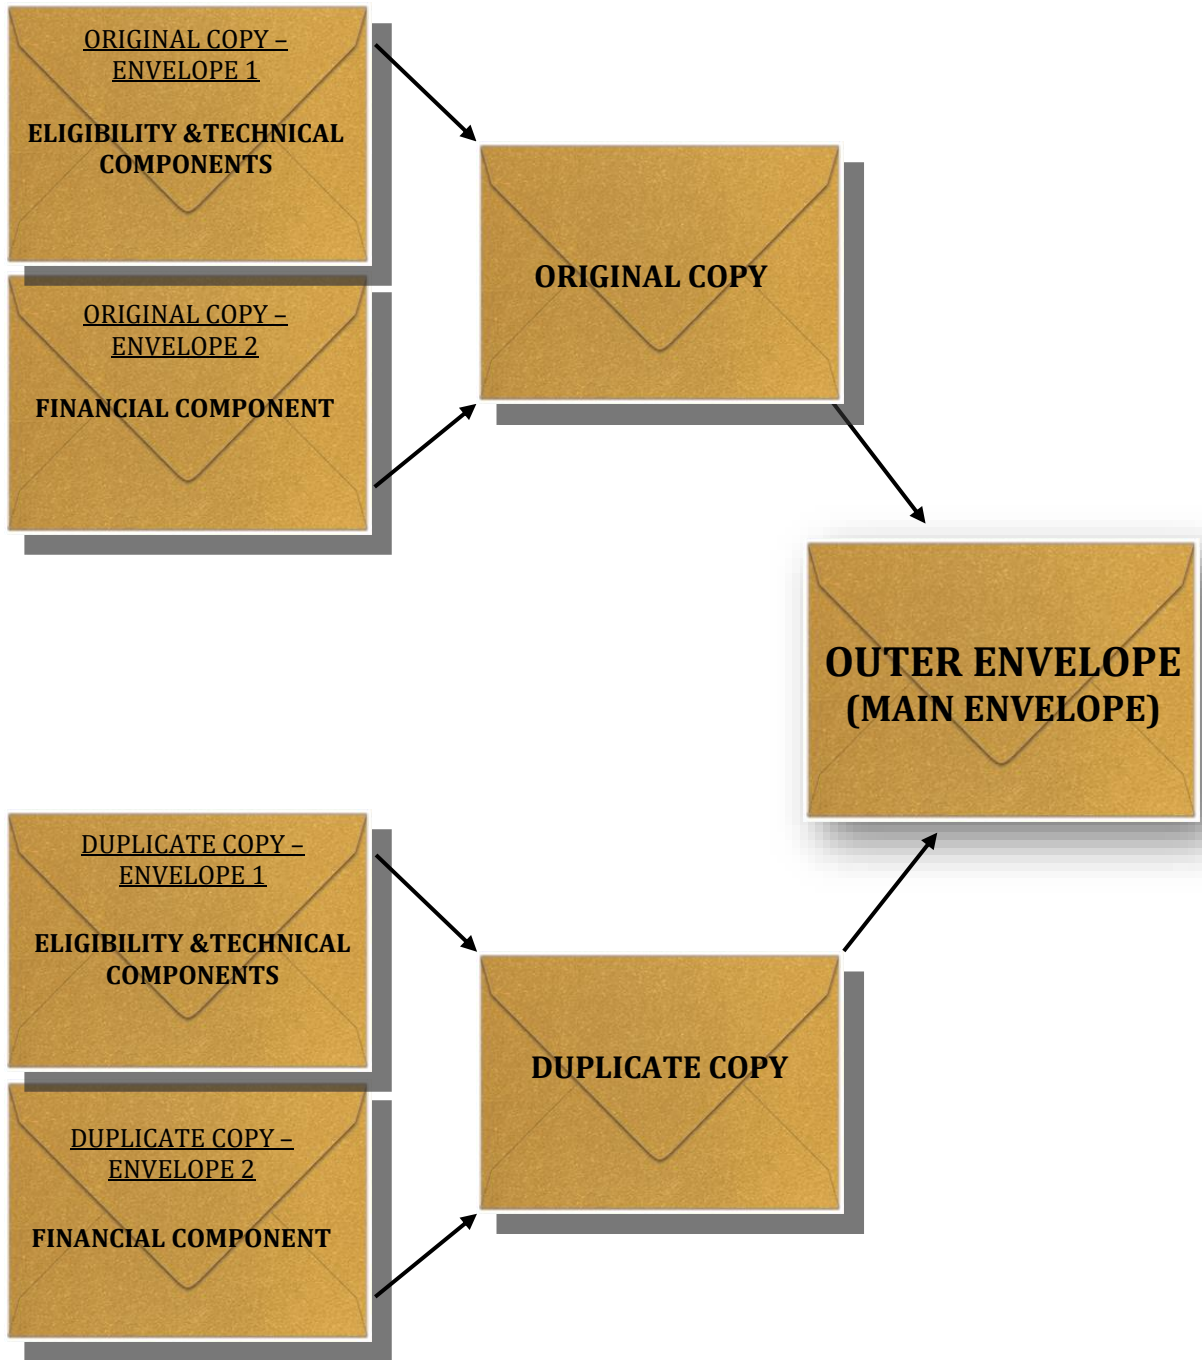 ORIGINAL COPY –
ENVELOPE 1
ELIGIBILITY &TECHNICAL
COMPONENTS
ORIGINAL COPY –
ENVELOPE 2
FINANCIAL COMPONENT
ORIGINAL COPY
OUTER ENVELOPE
(MAIN ENVELOPE)
DUPLICATE COPY –
ENVELOPE 1
ELIGIBILITY &TECHNICAL
COMPONENTS
DUPLICATE COPY –
ENVELOPE 2
FINANCIAL COMPONENT
DUPLICATE COPY